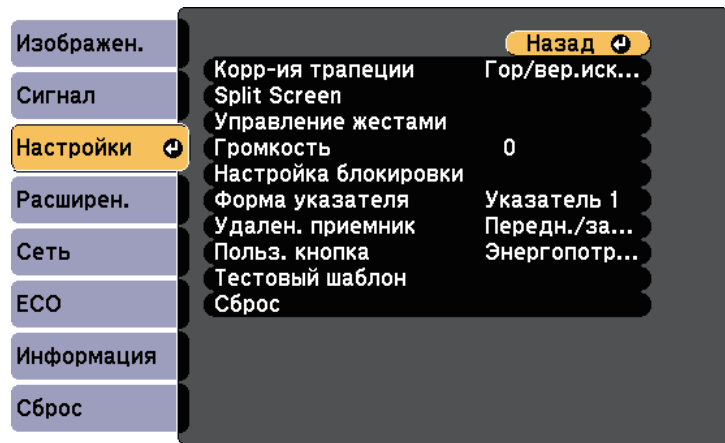 Изображен.
Сигнал
Настройки
Расширен.
Сеть
ECO
Информация
Сброс
Назад
Корр-ия трапеции Гор/вер.иск...
Split Screen
Управление жестами
Громкость 0
Настройка блокировки
Форма указателя Указатель 1
Удален. приемник Передн./за...
Польз. кнопка Энергопотр...
Тестовый шаблон
Сброс